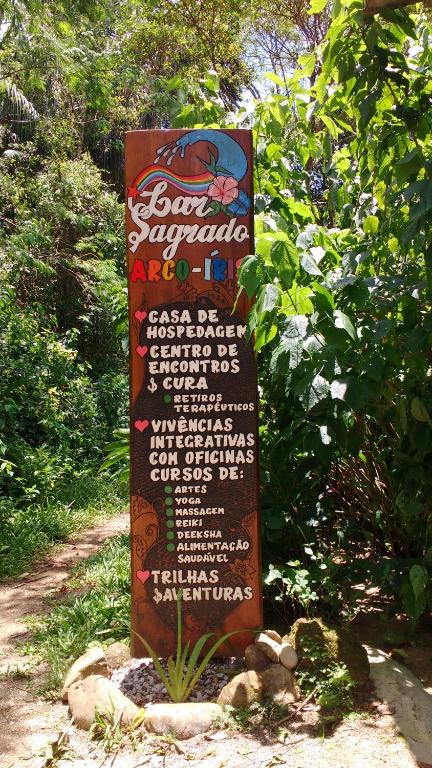 Lar
Sagrado
ARCO-ÍRIS
CASA DE
HOSPEDAGEM
CENTRO DE
ENCONTROS
& CURA
RETIROS
TERAPÊUTICOS
VIVÊNCIAS
INTEGRATIVAS
COM OFICINAS
CURSOS DE:
ARTES
YOGA
MASSAGEM
REIKI
DEEKSHA
ALIMENTAÇÃO
SAUDÁVEL
TRILHAS
& AVENTURAS